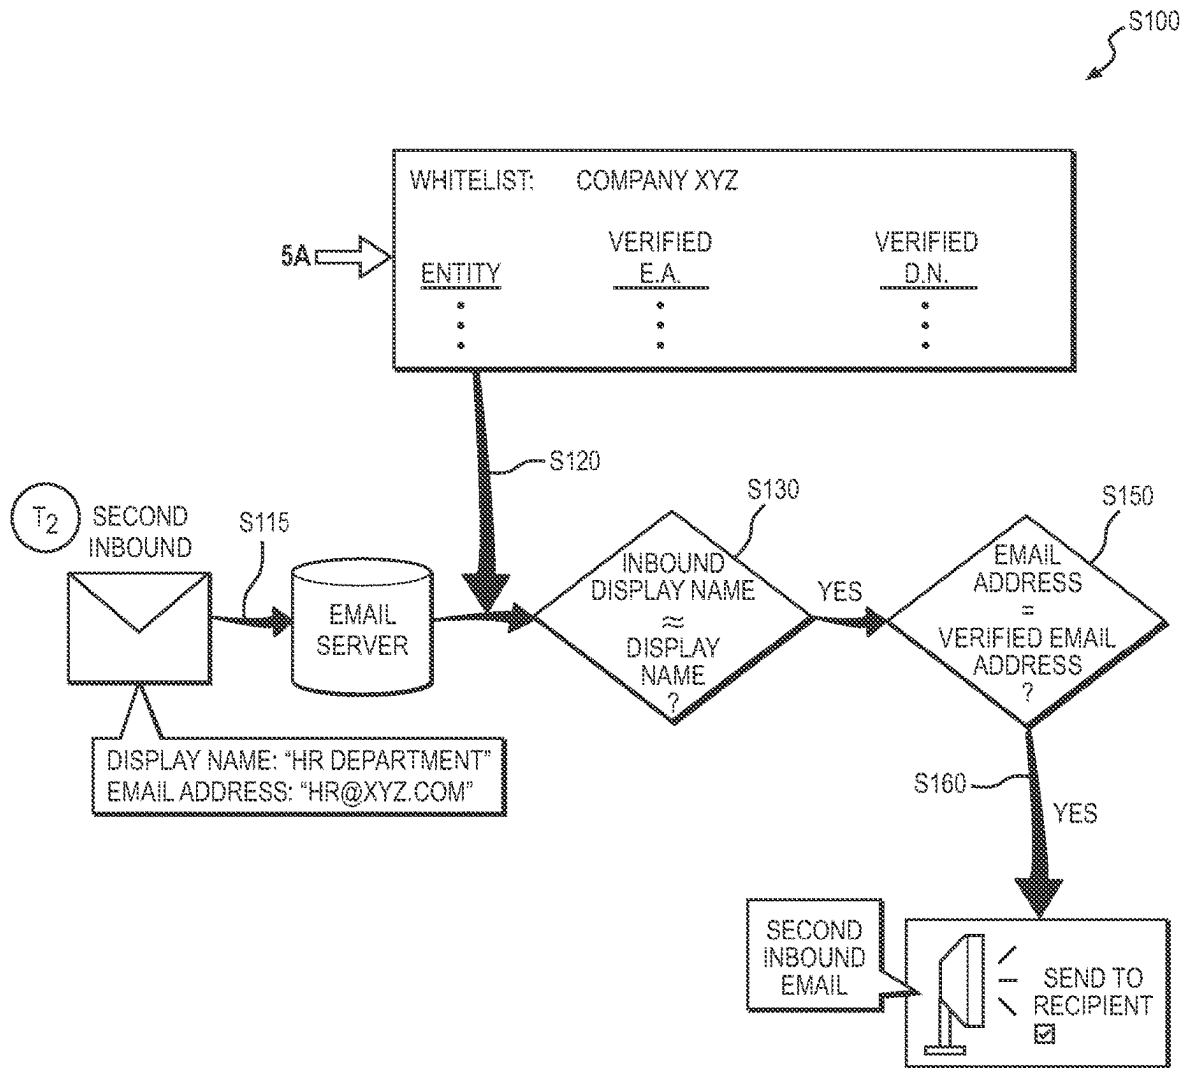 S100
WHITELIST: COMPANY XYZ
5A
ENTITY
VERIFIED
E.A.
VERIFIED
D.N.
S120
T2
SECOND
INBOUND
S115
EMAIL
SERVER
S130
INBOUND
DISPLAY NAME
≈
DISPLAY
NAME
?
YES
S150
EMAIL
ADDRESS
=
VERIFIED EMAIL
ADDRESS
?
DISPLAY NAME: “HR DEPARTMENT”
EMAIL ADDRESS: “HR@XYZ.COM”
S160
YES
SECOND
INBOUND
EMAIL
SEND TO
RECIPIENT